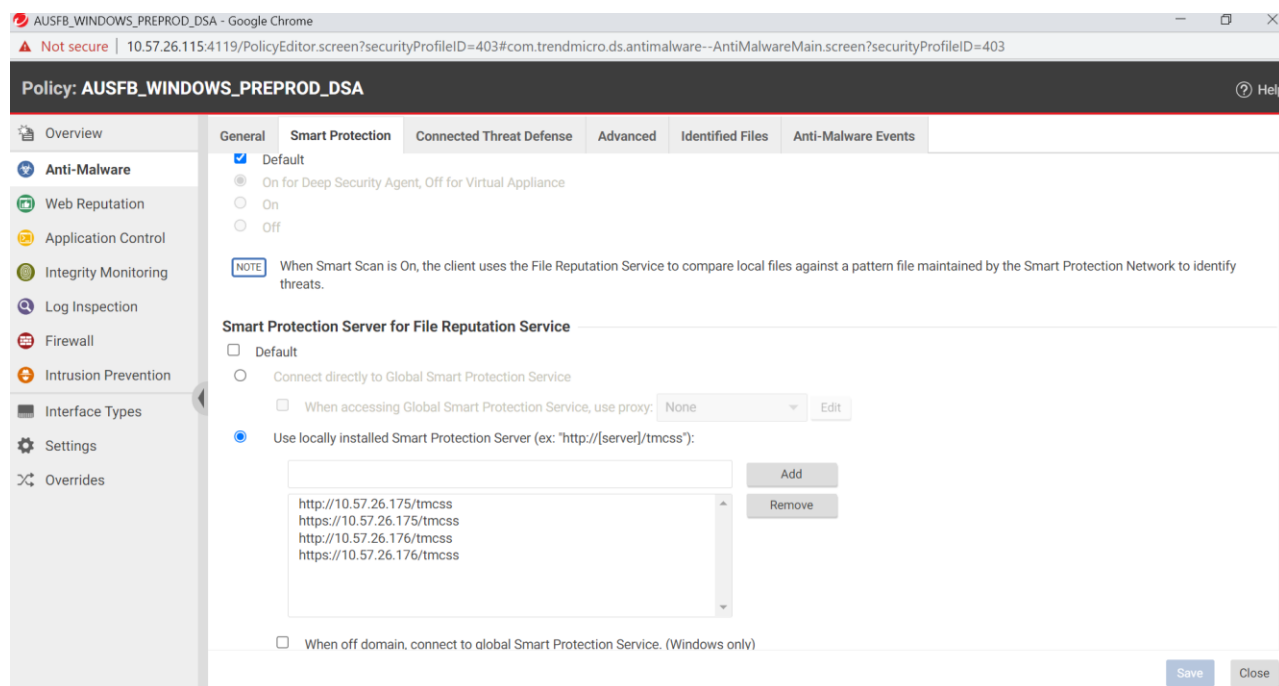 AUSFB_WINDOWS_PREPROD_DSA - Google Chrome
Not secure | 10.57.26.115:4119/PolicyEditor.screen?securityProfileID=403#com.trendmicro.ds.antimalware--AntiMalwareMain.screen?securityProfileID=403
Policy: AUSFB_WINDOWS_PREPROD_DSA
Hel
Overview
Anti-Malware
Web Reputation
Application Control
Integrity Monitoring
Log Inspection
Firewall
Intrusion Prevention
Interface Types
Settings
Overrides
General Smart Protection Connected Threat Defense Advanced Identified Files Anti-Malware Events
Default
On for Deep Security Agent, Off for Virtual Appliance
On
Off
NOTE When Smart Scan is On, the client uses the File Reputation Service to compare local files against a pattern file maintained by the Smart Protection Network to identify
threats.
Smart Protection Server for File Reputation Service
Default
Connect directly to Global Smart Protection Service
When accessing Global Smart Protection Service, use proxy: None Edit
Use locally installed Smart Protection Server (ex: "http://[server]/tmcss"):
Add
http://10.57.26.175/tmcss
https://10.57.26.175/tmcss
http://10.57.26.176/tmcss
https://10.57.26.176/tmcss
Remove
When off domain, connect to global Smart Protection Service. (Windows only)
Save Close